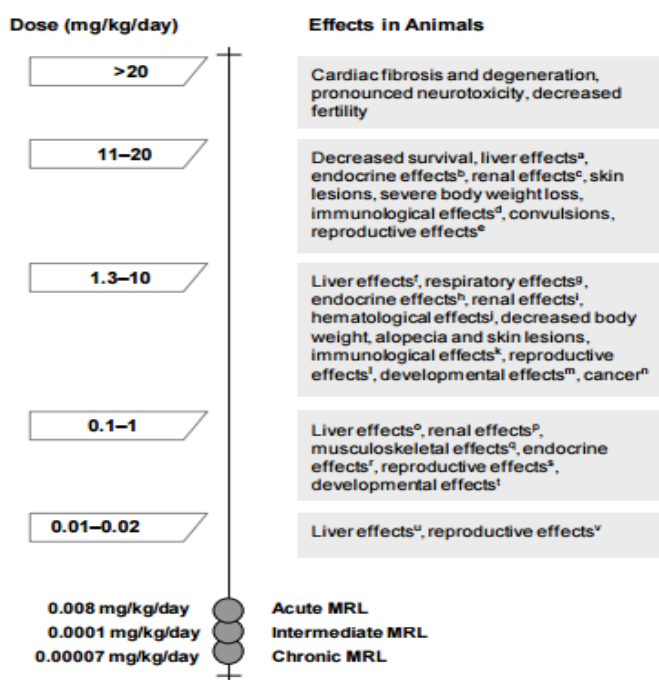 Dose (mg/kg/day) Effects in Animals
>20
Cardiac fibrosis and degeneration,
pronounced neurotoxicity, decreased
fertility
11–20
Decreased survival, liver effectsᵃ,
endocrine effectsᵇ, renal effectsᶜ, skin
lesions, severe body weight loss,
immunological effectsᵈ, convulsions,
reproductive effectsᵉ
1.3–10
Liver effectsᶠ, respiratory effectsᵍ,
endocrine effectsʰ, renal effectsⁱ,
hematological effectsʲ, decreased body
weight, alopecia and skin lesions,
immunological effectsᵏ, reproductive
effectsˡ, developmental effectsᵐ, cancerⁿ
0.1–1
Liver effectsᵒ, renal effectsᵖ,
musculoskeletal effects𐞥, endocrine
effectsʳ, reproductive effectsˢ,
developmental effectsᵗ
0.01–0.02
Liver effectsᵘ, reproductive effectsᵛ
0.008 mg/kg/day Acute MRL
0.0001 mg/kg/day Intermediate MRL
0.00007 mg/kg/day Chronic MRL